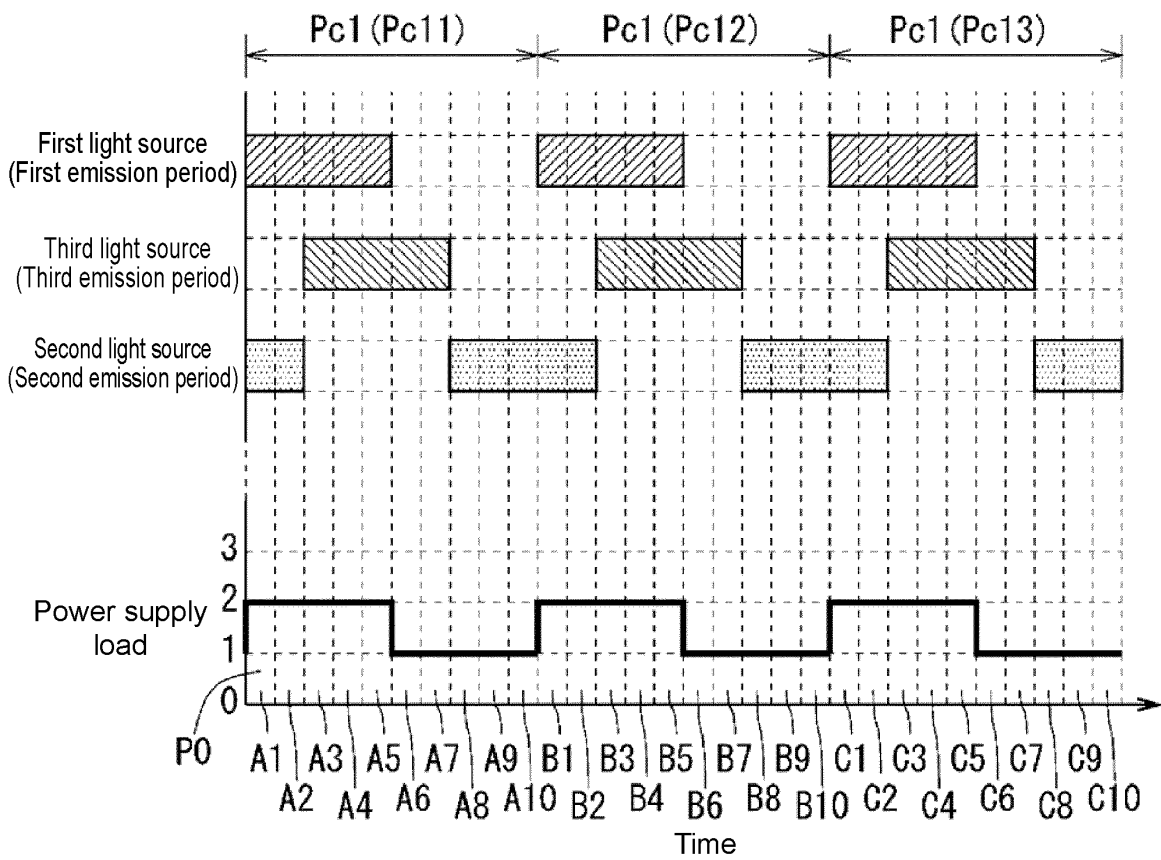 Pc1 (Pc11) Pc1 (Pc12) Pc1 (Pc13)
First light source
(First emission period)
Third light source
(Third emission period)
Second light source
(Second emission period)
3
2
Power supply
load
1
0
P0
A1 A3 A5 A7 A9 B1 B3 B5 B7 B9 C1 C3 C5 C7 C9
A2 A4 A6 A8 A10 B2 B4 B6 B8 B10 C2 C4 C6 C8 C10
Time